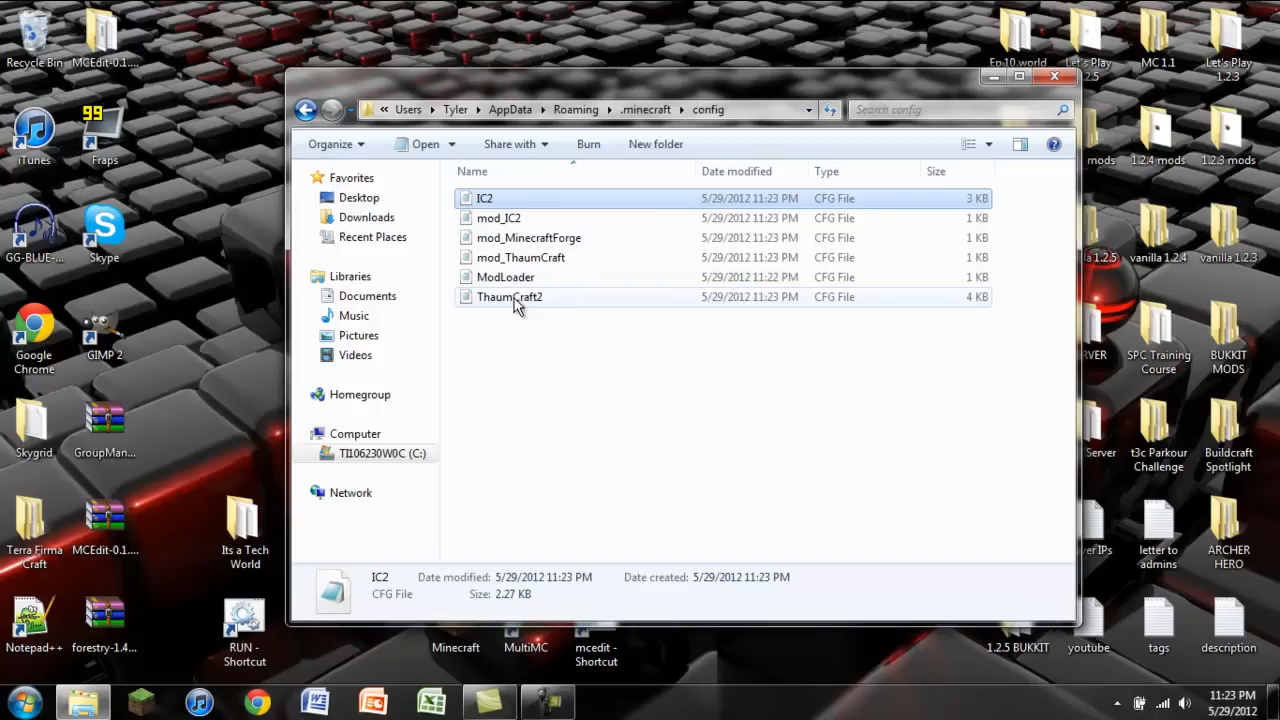 Recycle Bin
MCEdit-0.1....
Ep 10 world
Let's Play
1.2.5
MC 1.1
Let's Play
1.2.3
« Users Tyler AppData Roaming .minecraft config
Search config
99
iTunes
Fraps
mods
1.2.4 mods
1.2.3 mods
Organize
Open
Share with
Burn
New folder
Name
Date modified
Type
Size
Favorites
Desktop
Downloads
Recent Places
Libraries
Documents
Music
Pictures
Videos
Homegroup
Computer
TI106230W0C (C:)
Network
IC2 5/29/2012 11:23 PM CFG File 3 KB
mod_IC2 5/29/2012 11:23 PM CFG File 1 KB
mod_MinecraftForge 5/29/2012 11:23 PM CFG File 1 KB
mod_ThaumCraft 5/29/2012 11:23 PM CFG File 1 KB
ModLoader 5/29/2012 11:22 PM CFG File 1 KB
ThaumCraft2 5/29/2012 11:23 PM CFG File 4 KB
GG-BLUE-...
Skype
1.2.5
vanilla 1.2.4
vanilla 1.2.3
Google
Chrome
GIMP 2
RVER
SPC Training
Course
BUKKIT
MODS
Skygrid
GroupMan...
Server
t3c Parkour
Challenge
Buildcraft
Spotlight
Terra Firma
Craft
MCEdit-0.1....
Its a Tech
World
er IPs
letter to
admins
ARCHER
HERO
IC2 Date modified: 5/29/2012 11:23 PM Date created: 5/29/2012 11:23 PM
CFG File Size: 2.27 KB
Notepad++
forestry-1.4...
RUN -
Shortcut
Minecraft
MultiMC
mcedit -
Shortcut
1.2.5 BUKKIT
youtube
tags
description
11:23 PM
5/29/2012